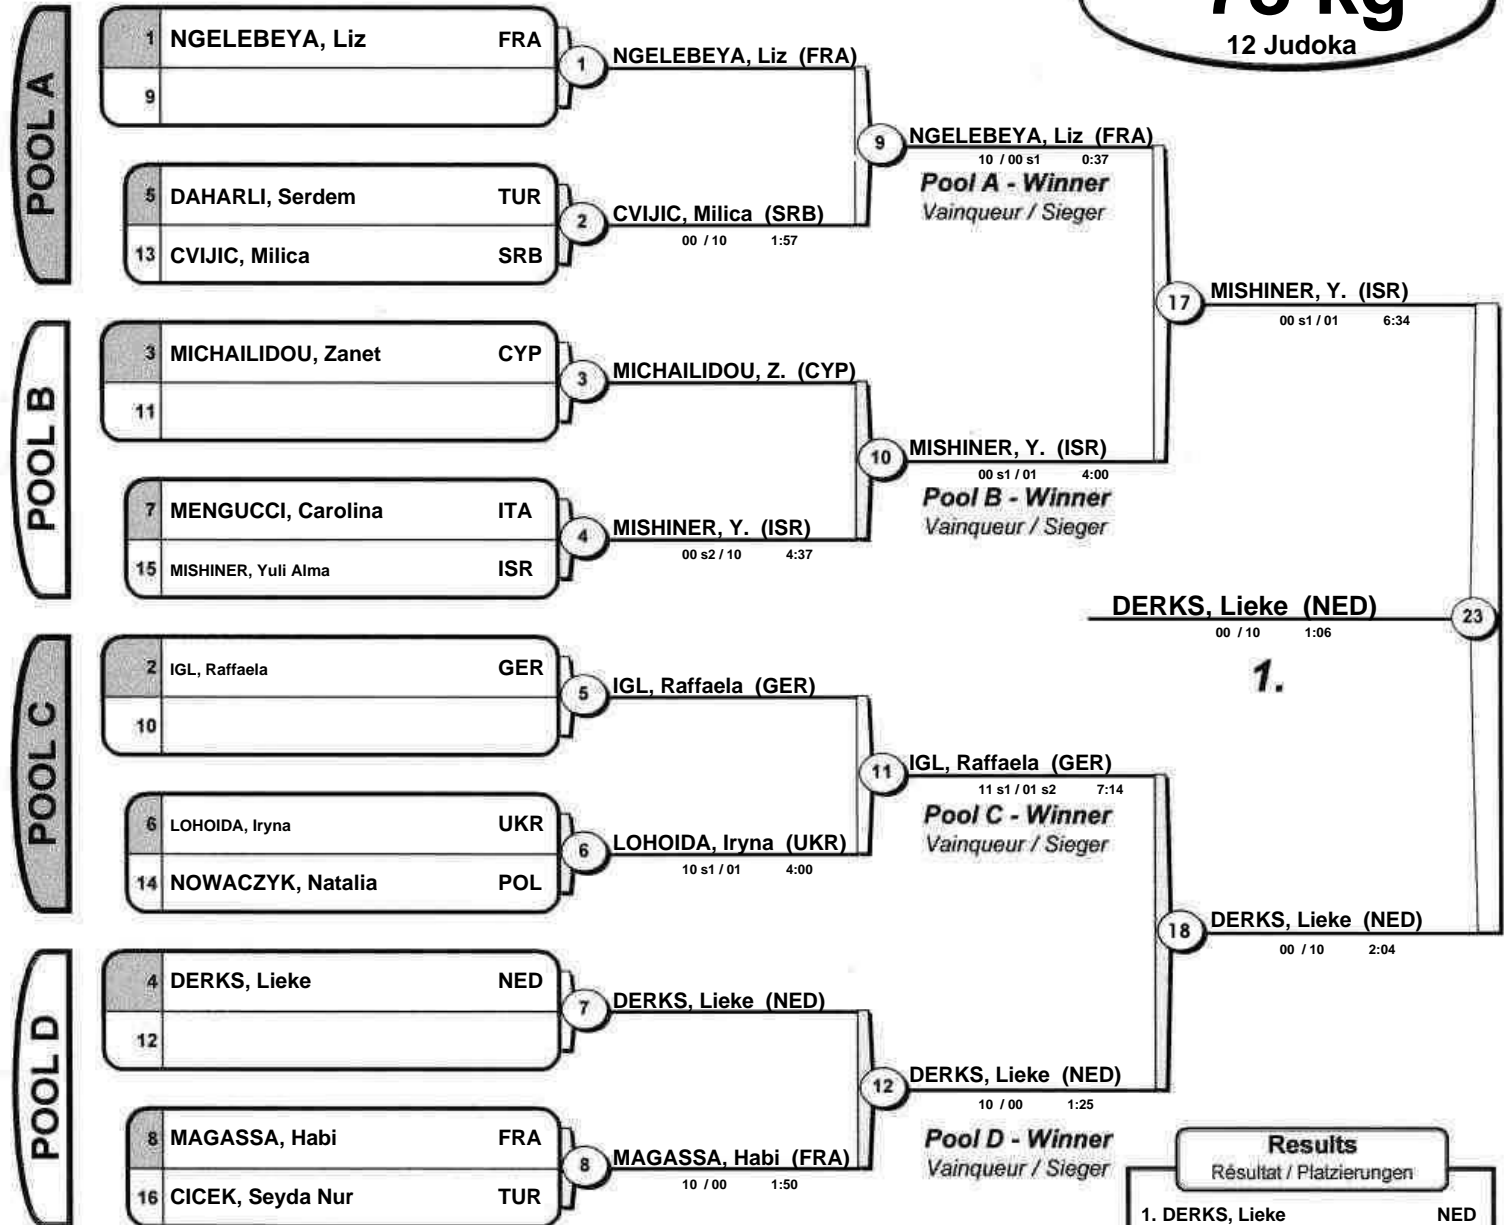 12 Judoka
POOL A
1 NGELEBEYA, Liz FRA
9
1
NGELEBEYA, Liz (FRA)
5 DAHARLI, Serdem TUR
13 CVIJIC, Milica SRB
2
CVIJIC, Milica (SRB)
00 / 10 1:57
9
NGELEBEYA, Liz (FRA)
10 / 00 s1 0:37
Pool A - Winner
Vainqueur / Sieger
POOL B
3 MICHAILIDOU, Zanet CYP
11
3
MICHAILIDOU, Z. (CYP)
7 MENGUCCI, Carolina ITA
15 MISHINER, Yuli Alma ISR
4
MISHINER, Y. (ISR)
00 s2 / 10 4:37
10
MISHINER, Y. (ISR)
00 s1 / 01 4:00
Pool B - Winner
Vainqueur / Sieger
17
MISHINER, Y. (ISR)
00 s1 / 01 6:34
DERKS, Lieke (NED)
00 / 10 1:06
23
1.
POOL C
2 IGL, Raffaela GER
10
5
IGL, Raffaela (GER)
6 LOHOIDA, Iryna UKR
14 NOWACZYK, Natalia POL
6
LOHOIDA, Iryna (UKR)
10 s1 / 01 4:00
11
IGL, Raffaela (GER)
11 s1 / 01 s2 7:14
Pool C - Winner
Vainqueur / Sieger
18
DERKS, Lieke (NED)
00 / 10 2:04
POOL D
4 DERKS, Lieke NED
12
7
DERKS, Lieke (NED)
8 MAGASSA, Habi FRA
16 CICEK, Seyda Nur TUR
8
MAGASSA, Habi (FRA)
10 / 00 1:50
12
DERKS, Lieke (NED)
10 / 00 1:25
Pool D - Winner
Vainqueur / Sieger
Results
Résultat / Platzierungen
1. DERKS, Lieke NED